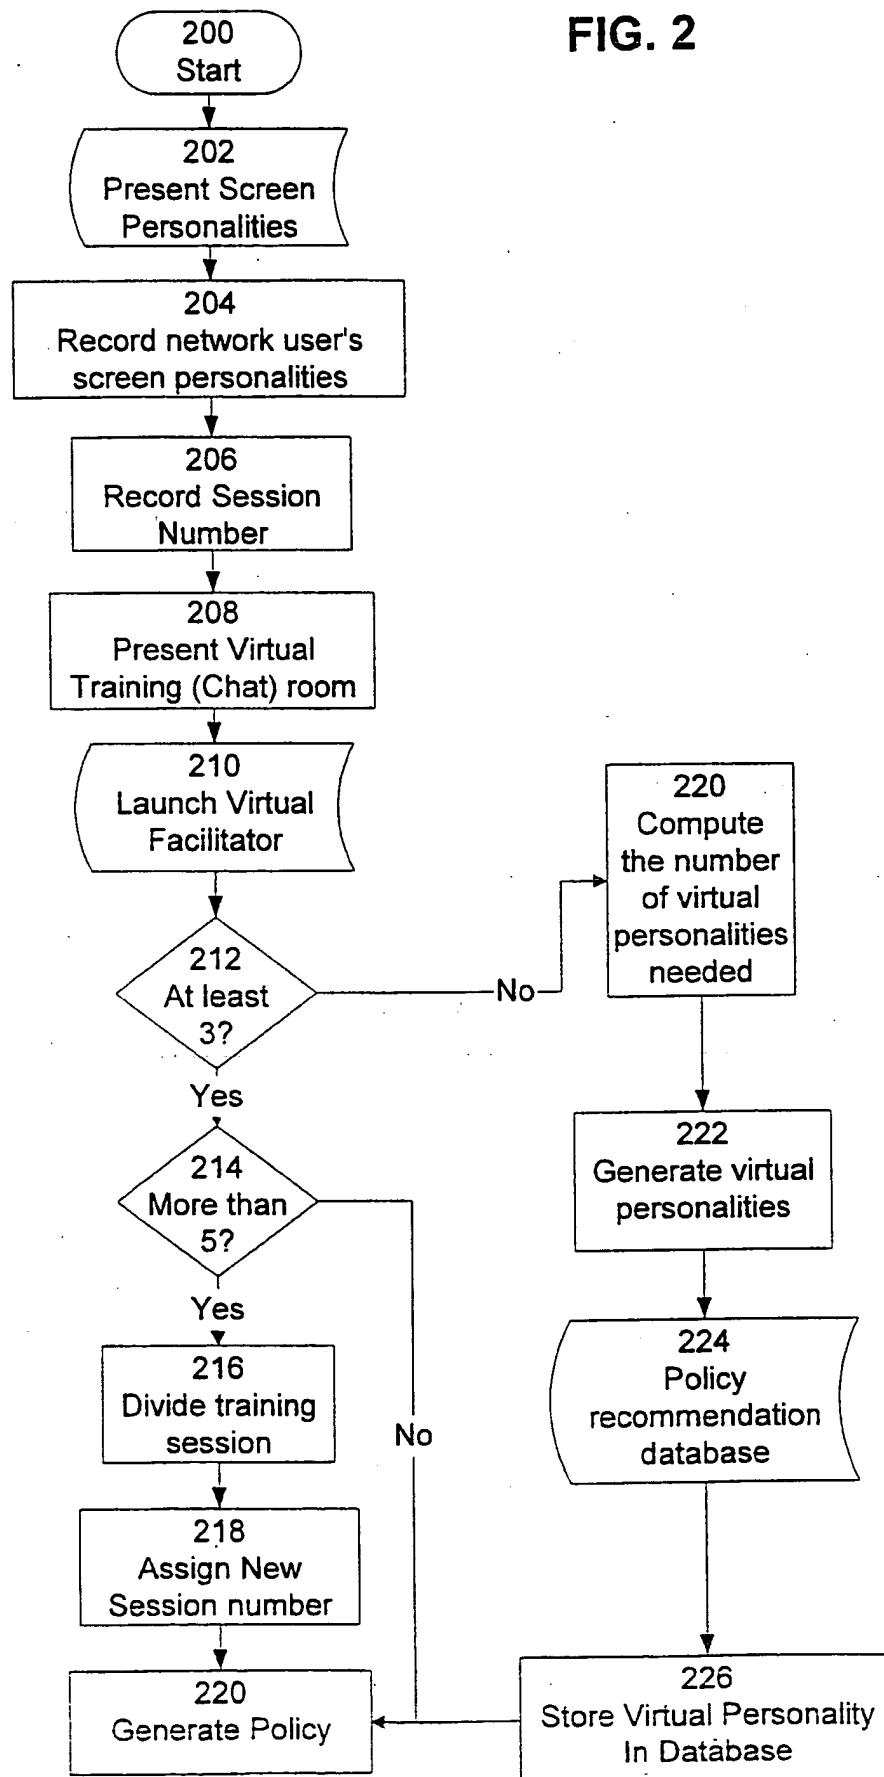 FIG. 2
200
Start
202
Present Screen
Personalities
204
Record network user's
screen personalities
206
Record Session
Number
208
Present Virtual
Training (Chat) room
210
Launch Virtual
Facilitator
212
At least
3?
No
Yes
214
More than
5?
No
Yes
216
Divide training
session
218
Assign New
Session number
220
Generate Policy
220
Compute
the number
of virtual
personalities
needed
222
Generate virtual
personalities
224
Policy
recommendation
database
226
Store Virtual Personality
In Database